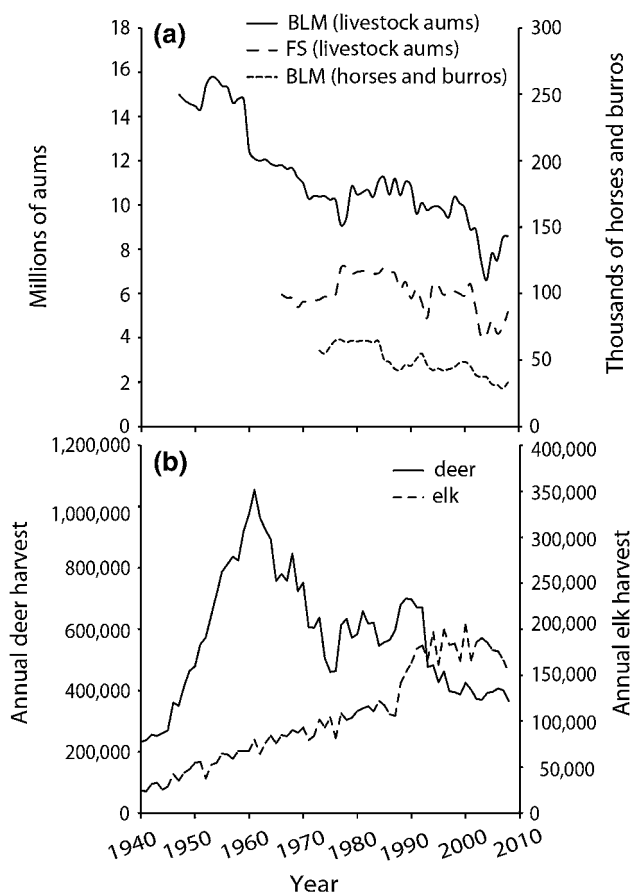 (a)
BLM (livestock aums)
FS (livestock aums)
BLM (horses and burros)
Millions of aums
18
16
14
12
10
8
6
4
2
0
300
250
200
150
100
50
0
Thousands of horses and burros
(b)
deer
elk
Annual deer harvest
1,200,000
1,000,000
800,000
600,000
400,000
200,000
0
400,000
350,000
300,000
250,000
200,000
150,000
100,000
50,000
0
Annual elk harvest
1940 1950 1960 1970 1980 1990 2000 2010
Year